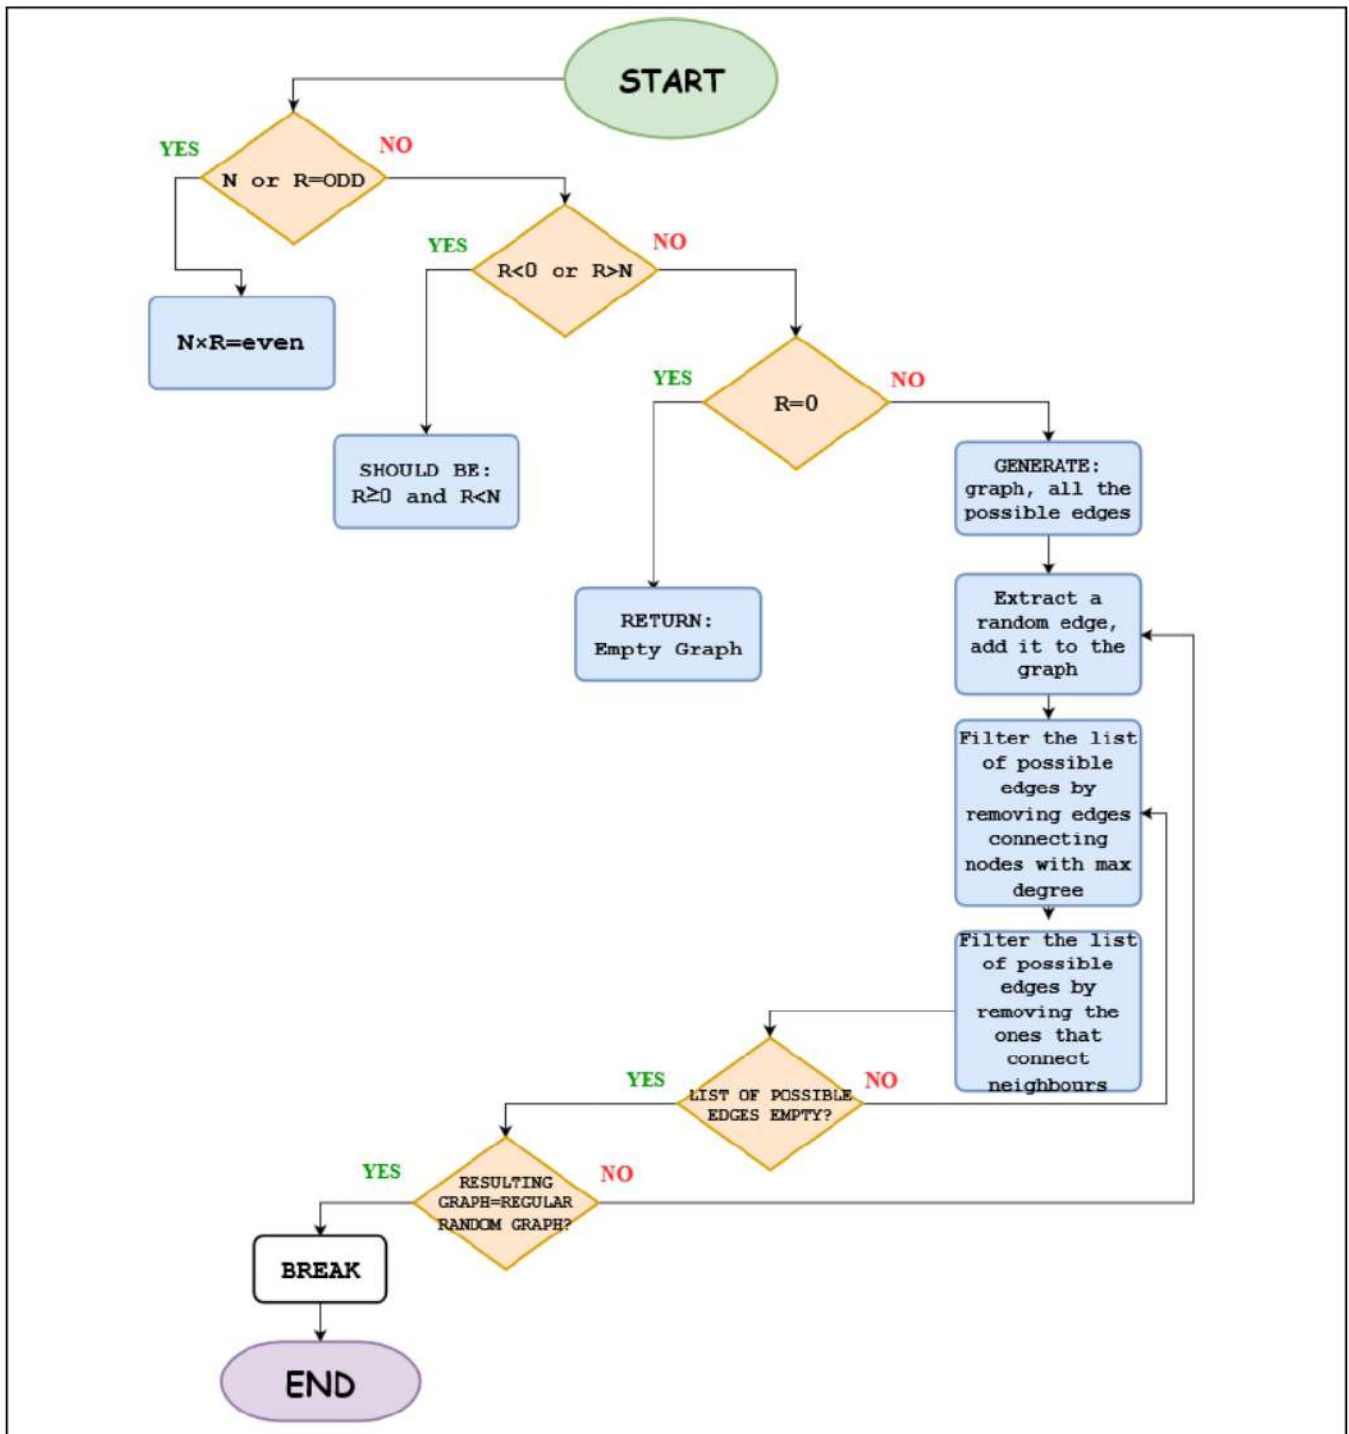 START
YES
NO
N or R=ODD
YES
NO
R<0 or R>N
N×R=even
YES
NO
R=0
SHOULD BE:
R≥0 and R<N
GENERATE:
graph, all the
possible edges
RETURN:
Empty Graph
Extract a
random edge,
add it to the
graph
Filter the list
of possible
edges by
removing edges
connecting
nodes with max
degree
Filter the list
of possible
edges by
removing the
ones that
connect
neighbours
YES
NO
LIST OF POSSIBLE
EDGES EMPTY?
YES
NO
RESULTING
GRAPH=REGULAR
RANDOM GRAPH?
BREAK
END